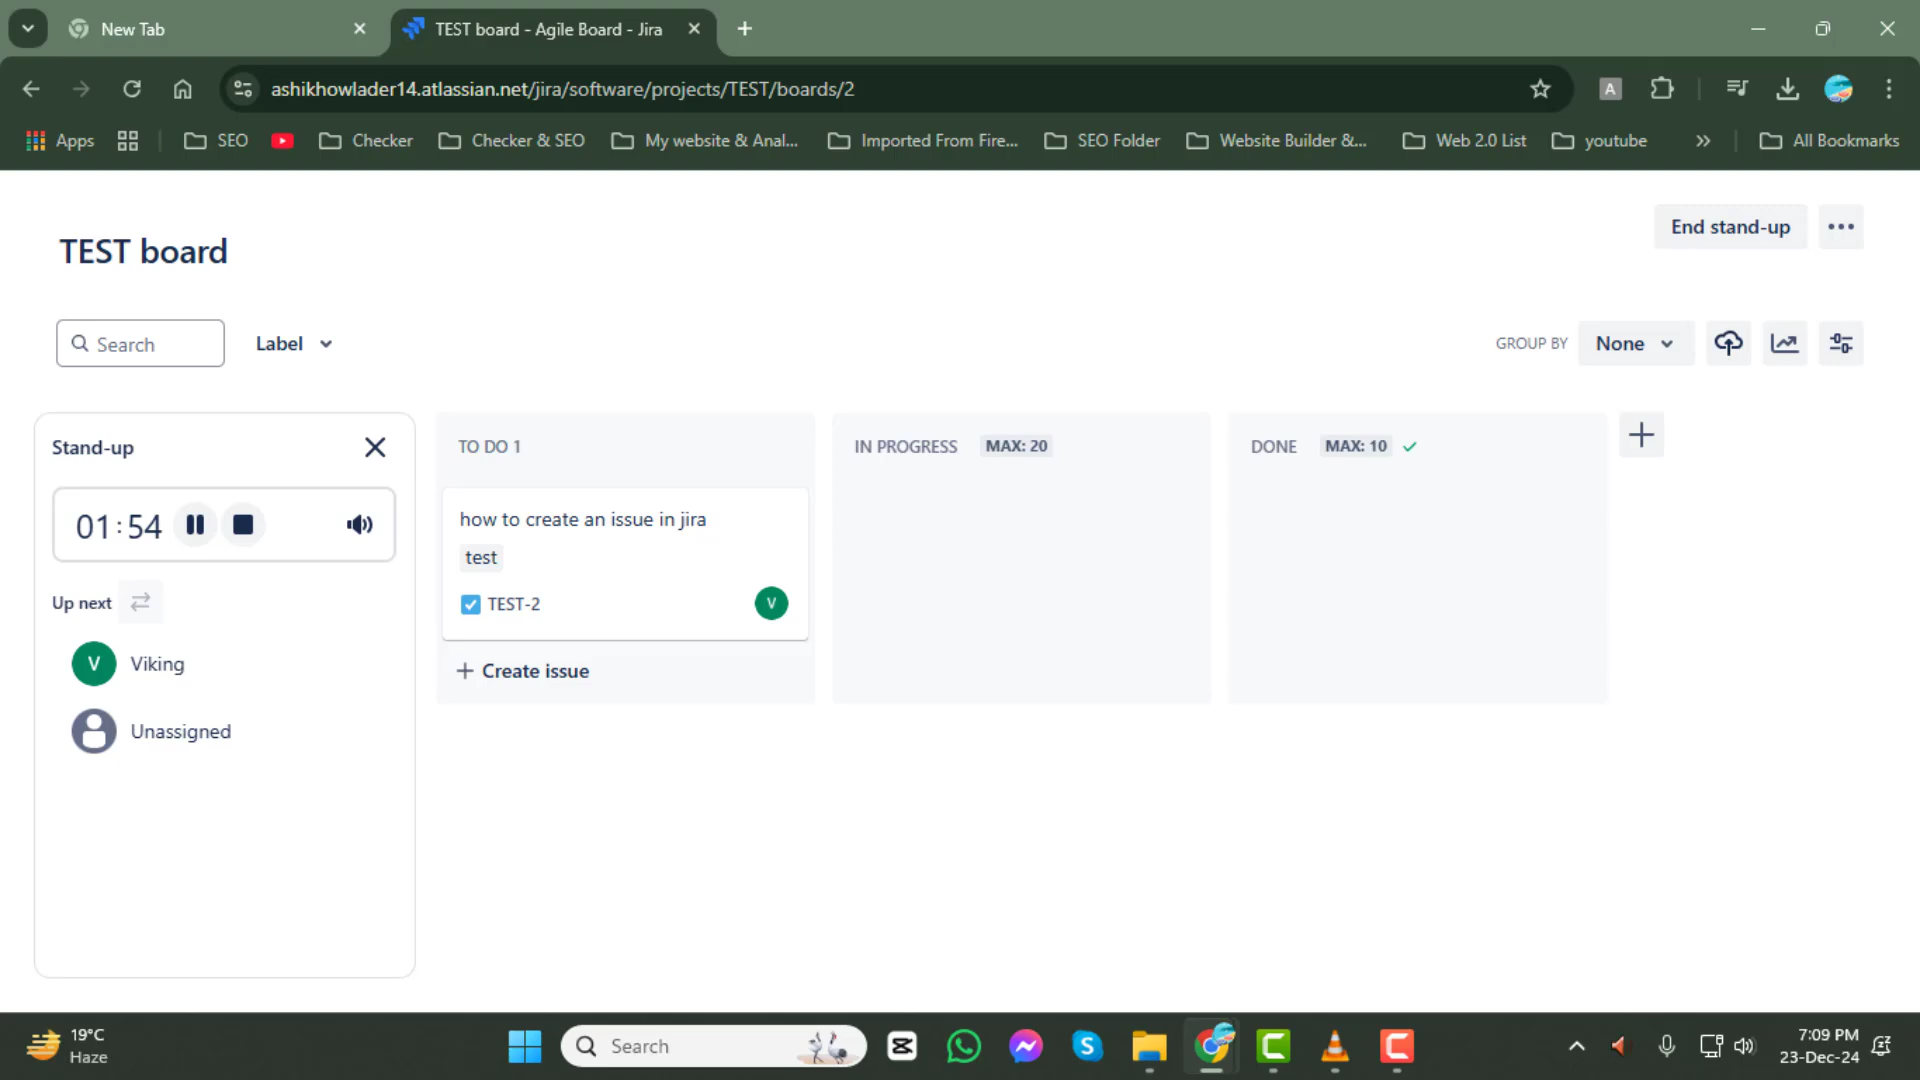 New Tab
TEST board - Agile Board - Jira
ashikhowlader14.atlassian.net/jira/software/projects/TEST/boards/2
A
Apps
SEO
Checker
Checker & SEO
My website & Anal...
Imported From Fire...
SEO Folder
Website Builder &...
Web 2.0 List
youtube
All Bookmarks
TEST board
End stand-up
Search
Label
GROUP BY
None
Stand-up
01:54
Up next
V
Viking
Unassigned
TO DO 1
how to create an issue in jira
test
TEST-2
V
+ Create issue
IN PROGRESS
MAX: 20
DONE
MAX: 10
19°C
Haze
Search
7:09 PM
23-Dec-24